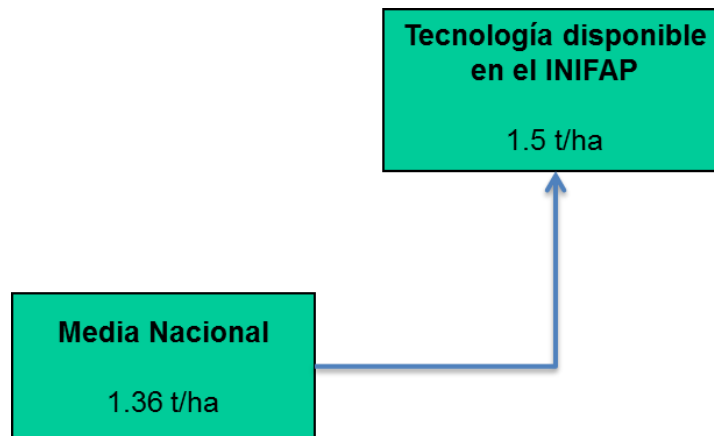 Tecnología disponible
en el INIFAP
1.5 t/ha
Media Nacional
1.36 t/ha